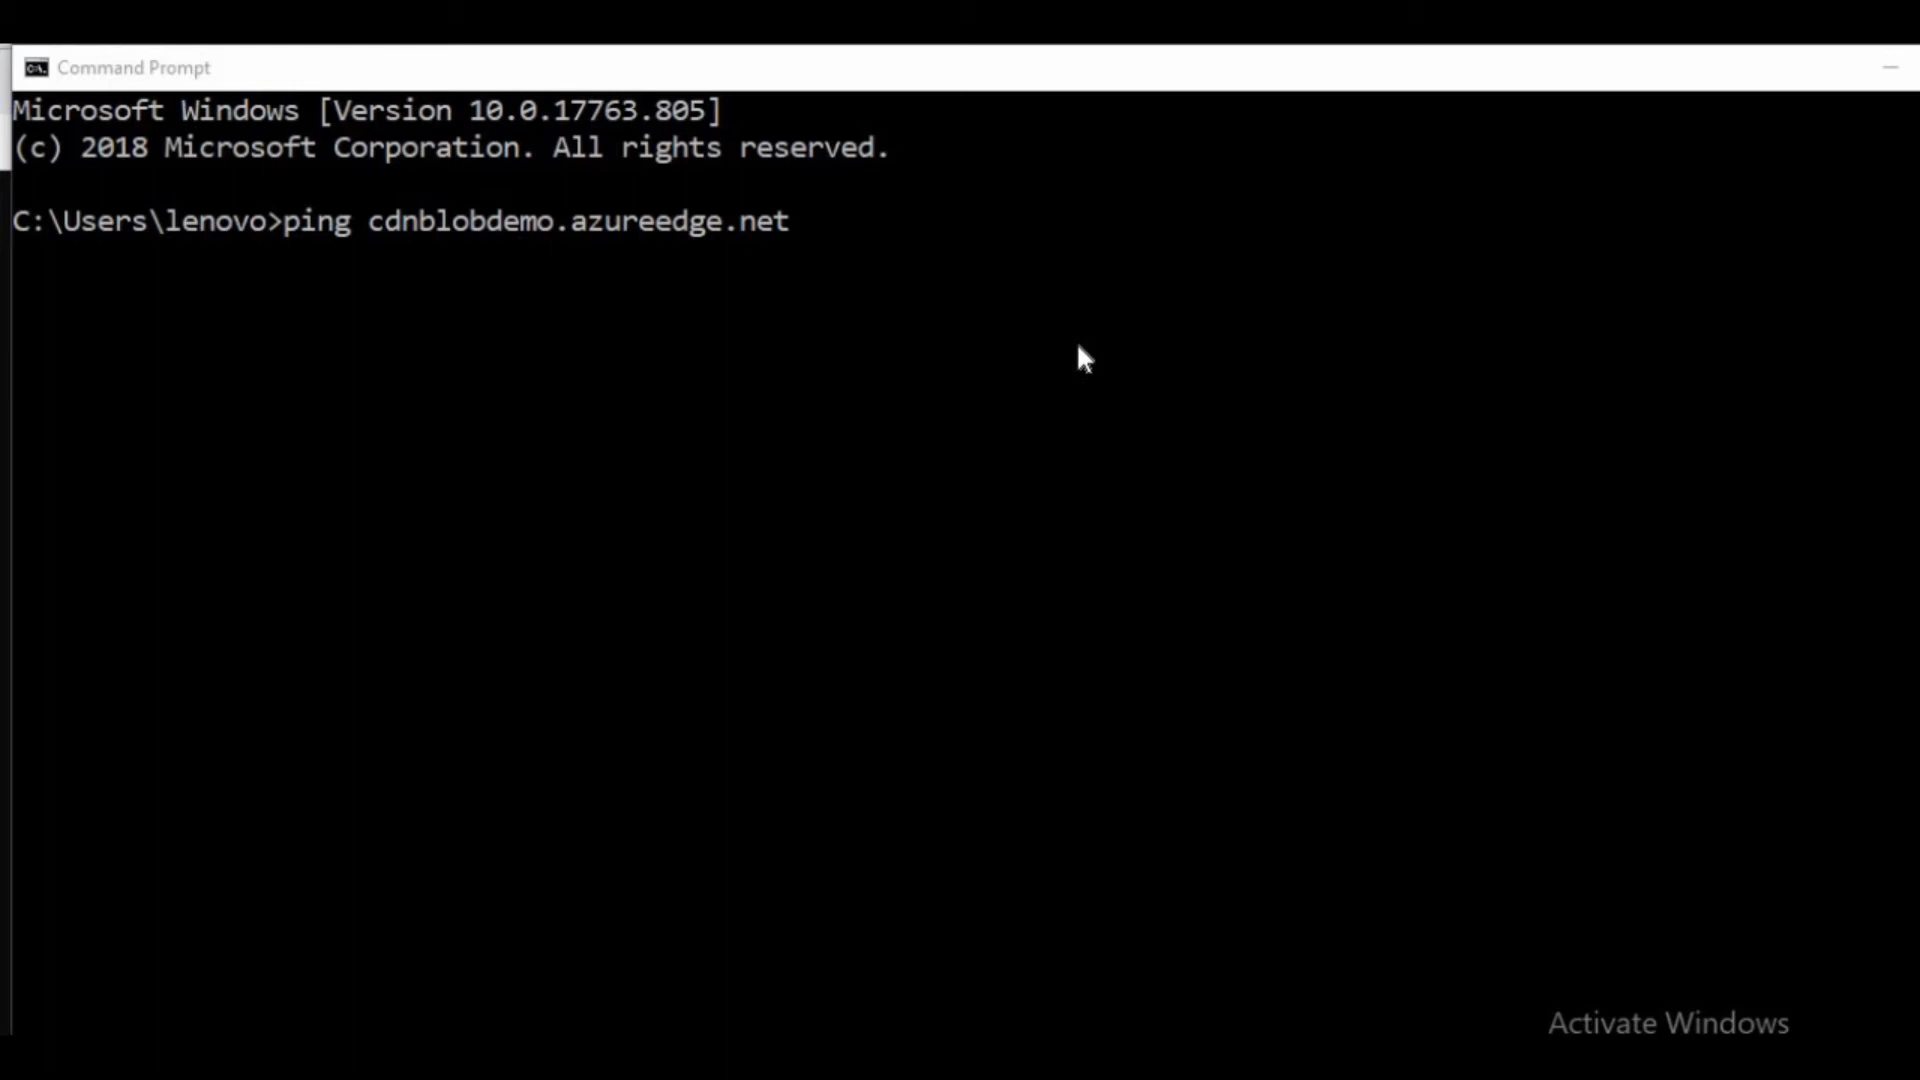 Command Prompt
Microsoft Windows [Version 10.0.17763.805]
(c) 2018 Microsoft Corporation. All rights reserved.
C:\Users\lenovo>ping cdnblobdemo.azureedge.net
Activate Windows